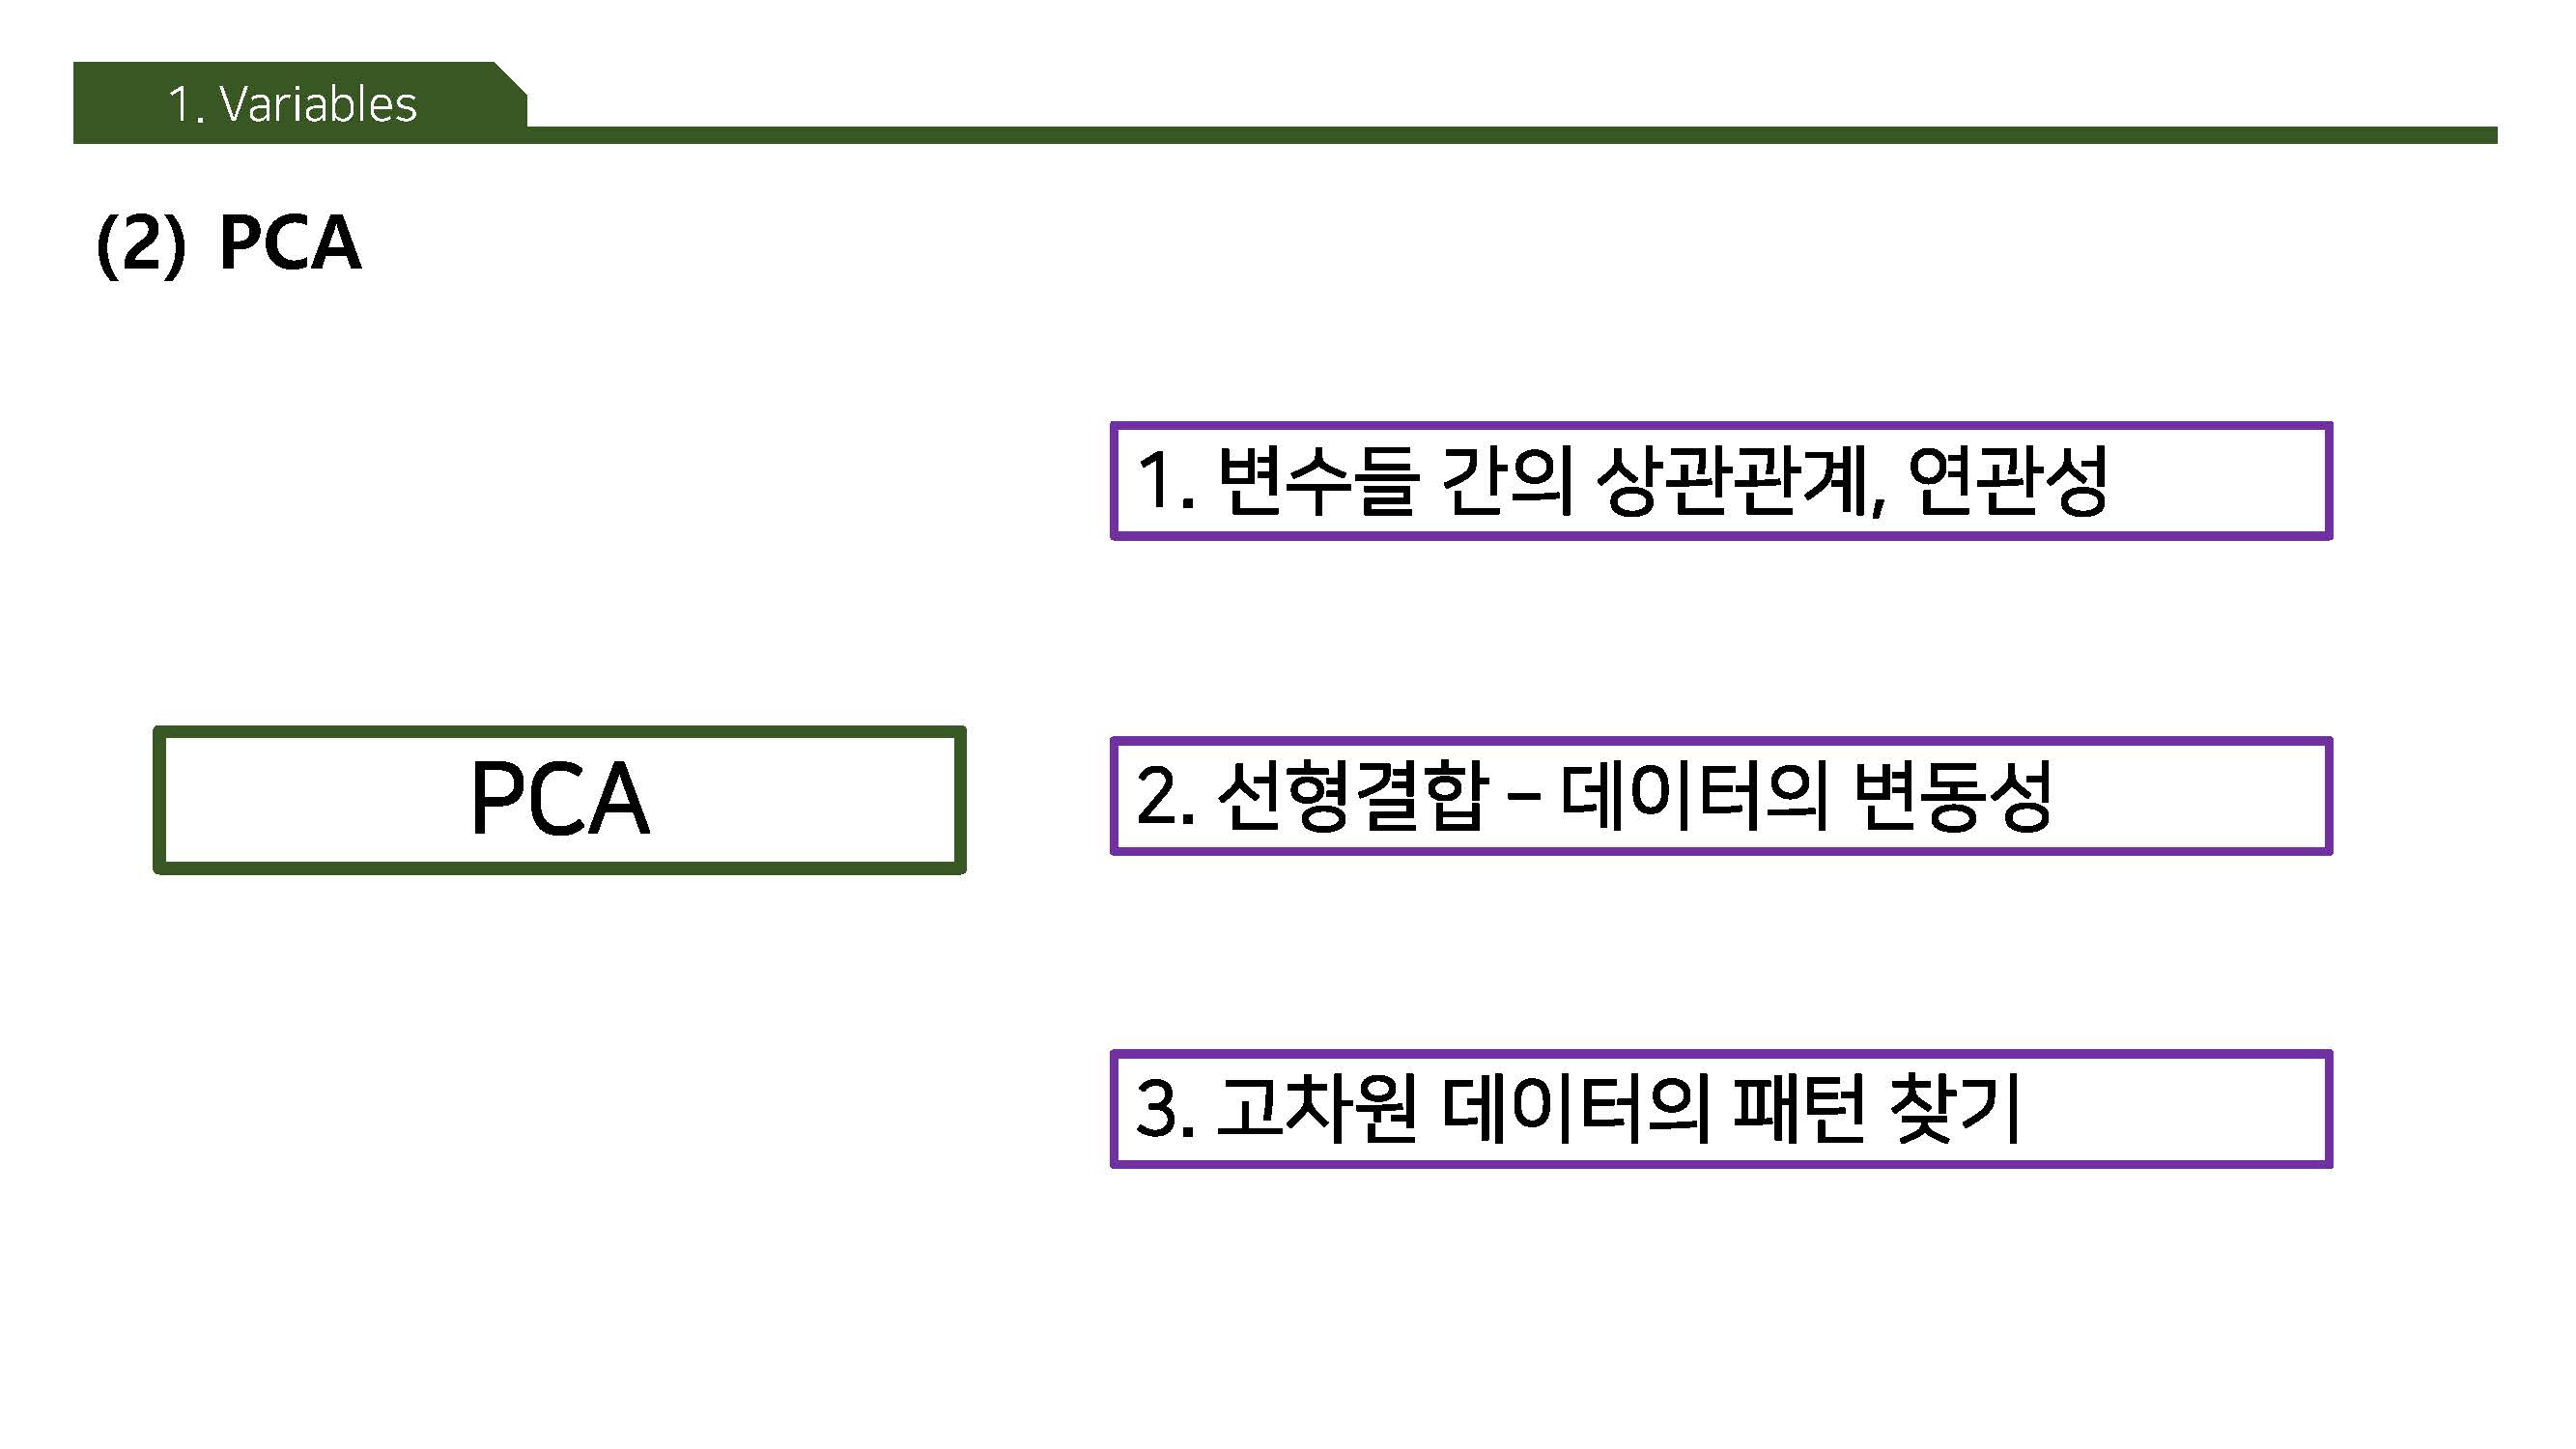 1. Variables
(2) PCA
PCA
1. 변수들 간의 상관관계, 연관성
2. 선형결합 – 데이터의 변동성
3. 고차원 데이터의 패턴 찾기